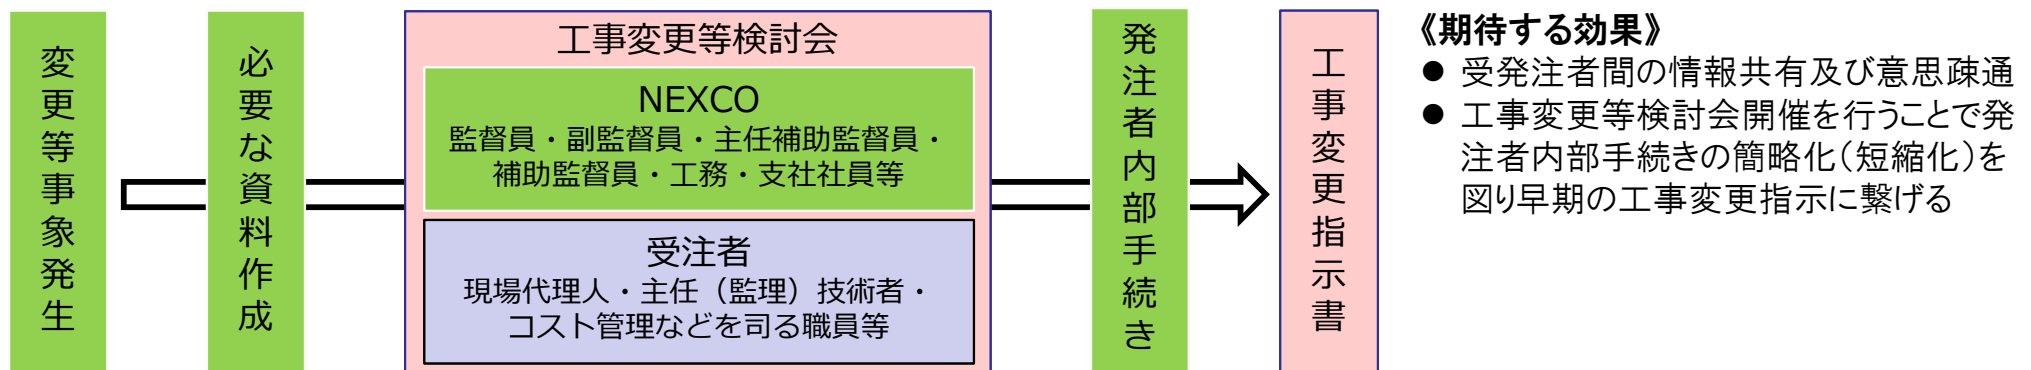 変更等事象発生
必要な資料作成
工事変更等検討会
NEXCO
監督員・副監督員・主任補助監督員・
補助監督員・工務・支社社員等
受注者
現場代理人・主任（監理）技術者・
コスト管理などを司る職員等
発注者内部手続き
工事変更指示書
《期待する効果》
● 受発注者間の情報共有及び意思疎通
● 工事変更等検討会開催を行うことで発
注者内部手続きの簡略化（短縮化）を
図り早期の工事変更指示に繋げる